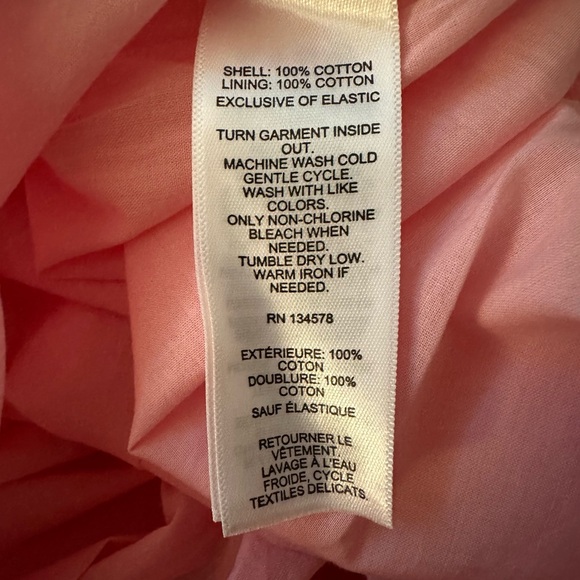 SHELL: 100% COTTON
LINING: 100% COTTON
EXCLUSIVE OF ELASTIC
TURN GARMENT INSIDE
OUT.
MACHINE WASH COLD
GENTLE CYCLE.
WASH WITH LIKE
COLORS.
ONLY NON-CHLORINE
BLEACH WHEN
NEEDED.
TUMBLE DRY LOW.
WARM IRON IF
NEEDED.
RN 134578
EXTÉRIEURE: 100%
COTON
DOUBLURE: 100%
COTON
SAUF ÉLASTIQUE
RETOURNER LE
VÊTEMENT.
LAVAGE À L'EAU
FROIDE, CYCLE
TEXTILES DELICATS.